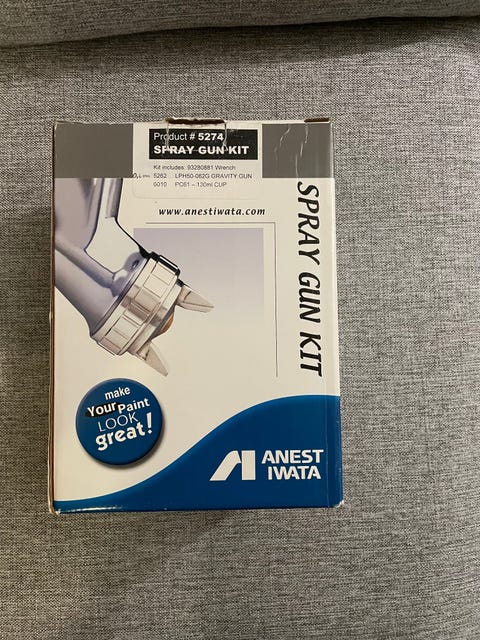 Product # 5274
SPRAY GUN KIT
Kit includes: 93280881 Wrench
5262 LPH50-062G GRAVITY GUN
6010 PC61 – 130ml CUP
www.anestiwata.com
SPRAY GUN KIT
make
Your Paint
LOOK
great!
ANEST
IWATA